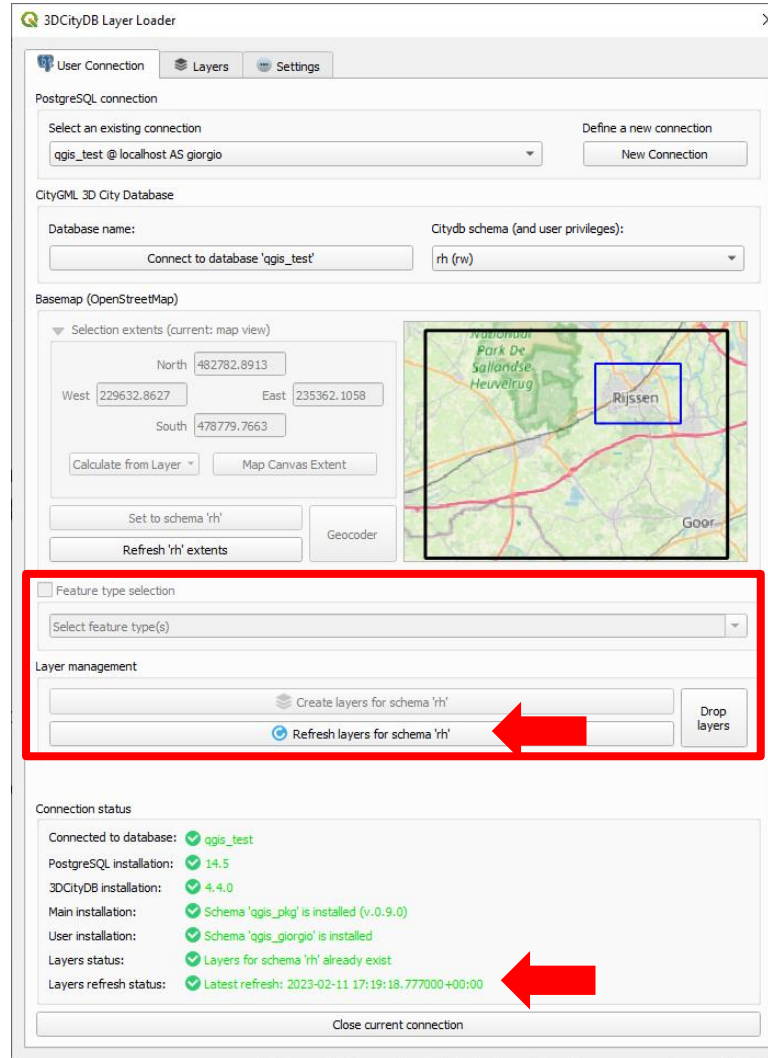 3DCityDB Layer Loader
User Connection
Layers
Settings
PostgreSQL connection
Select an existing connection
Define a new connection
qgis_test @ localhost AS giorgio
New Connection
CityGML 3D City Database
Database name:
Citydb schema (and user privileges):
Connect to database 'qgis_test'
rh (rw)
Basemap (OpenStreetMap)
Selection extents (current: map view)
North 482782.8913
West 229632.8627 East 235362.1058
South 478779.7663
Calculate from Layer
Map Canvas Extent
Set to schema 'rh'
Refresh 'rh' extents
Geocoder
Nationaal
Park De
Sallandse
Heuvelrug
Rijssen
Goor
Feature type selection
Select feature type(s)
Layer management
Create layers for schema 'rh'
Refresh layers for schema 'rh'
Drop
layers
Connection status
Connected to database: qgis_test
PostgreSQL installation: 14.5
3DCityDB installation: 4.4.0
Main installation: Schema 'qgis_pkg' is installed (v.0.9.0)
User installation: Schema 'qgis_giorgio' is installed
Layers status: Layers for schema 'rh' already exist
Layers refresh status: Latest refresh: 2023-02-11 17:19:18.777000+00:00
Close current connection